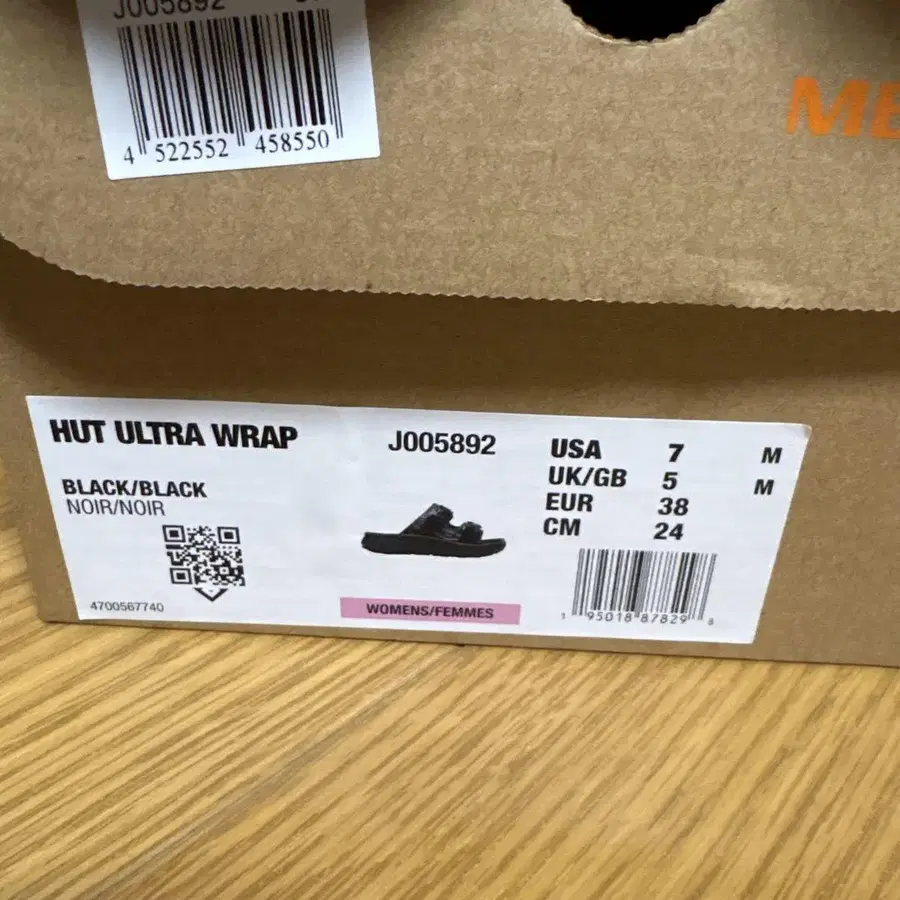 J005892
4 522552 458550
ME
HUT ULTRA WRAP
J005892
USA 7 M
UK/GB 5 M
EUR 38
CM 24
BLACK/BLACK
NOIR/NOIR
4700567740
WOMENS/FEMMES
1 95018 87829 8